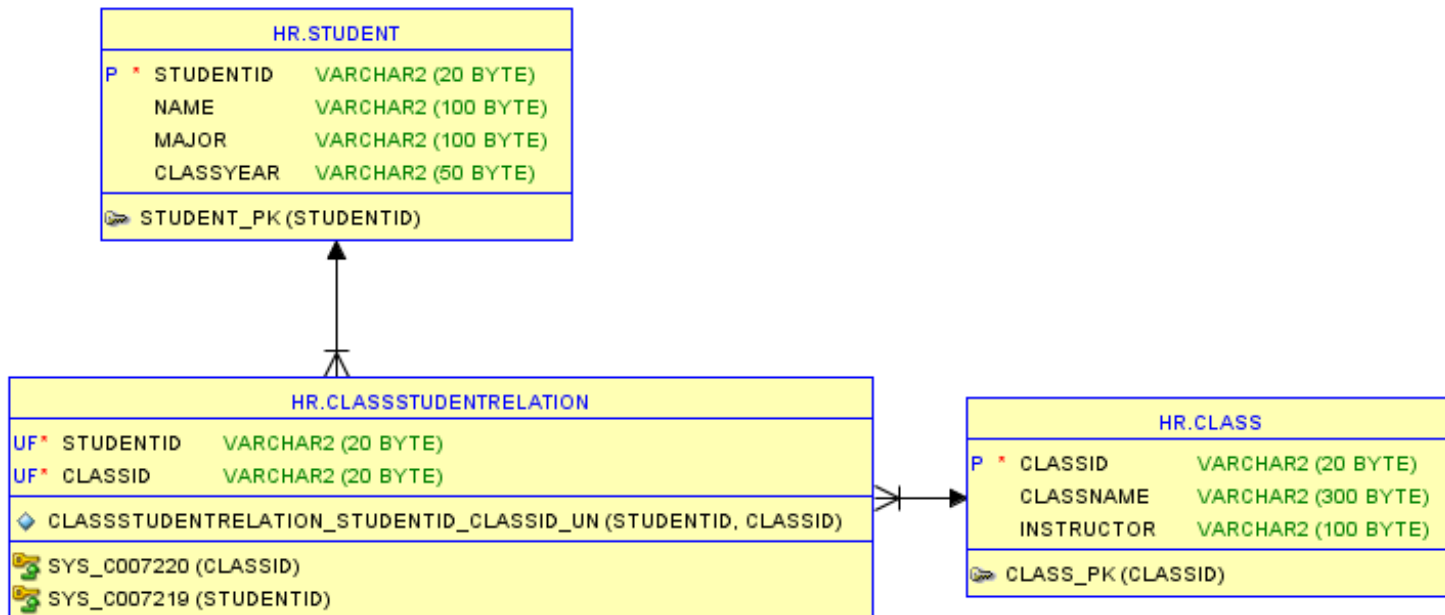 HR.STUDENT
P * STUDENTID VARCHAR2 (20 BYTE)
NAME VARCHAR2 (100 BYTE)
MAJOR VARCHAR2 (100 BYTE)
CLASSYEAR VARCHAR2 (50 BYTE)
STUDENT_PK (STUDENTID)
HR.CLASSSTUDENTRELATION
UF* STUDENTID VARCHAR2 (20 BYTE)
UF* CLASSID VARCHAR2 (20 BYTE)
CLASSSTUDENTRELATION_STUDENTID_CLASSID_UN (STUDENTID, CLASSID)
SYS_C007220 (CLASSID)
SYS_C007219 (STUDENTID)
HR.CLASS
P * CLASSID VARCHAR2 (20 BYTE)
CLASSNAME VARCHAR2 (300 BYTE)
INSTRUCTOR VARCHAR2 (100 BYTE)
CLASS_PK (CLASSID)